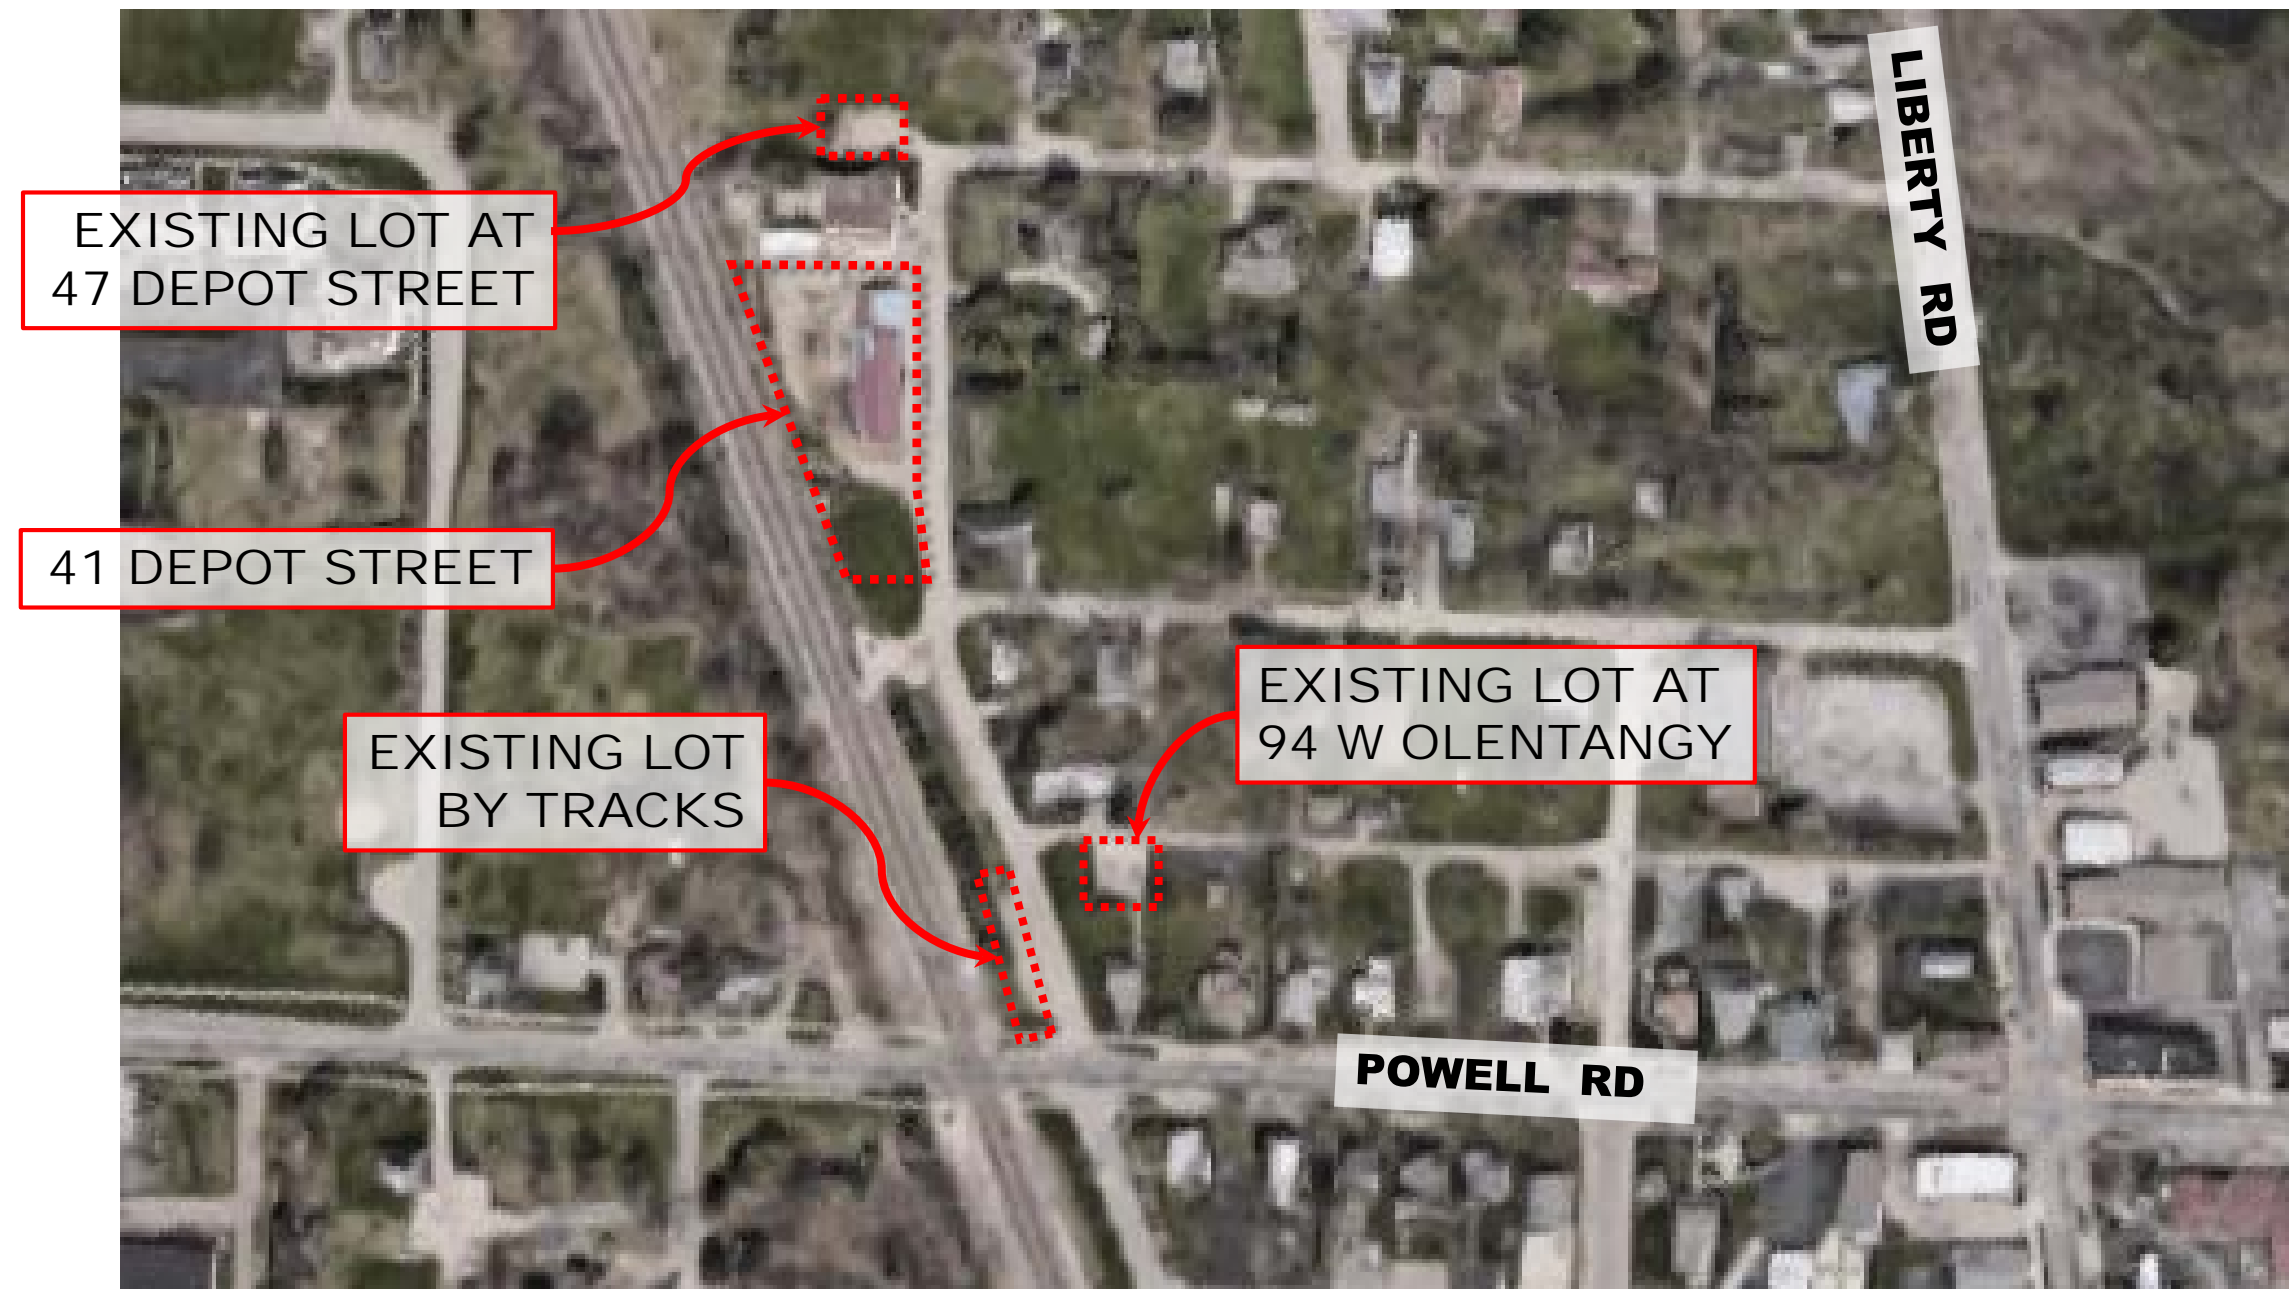 LIBERTY RD
EXISTING LOT AT
47 DEPOT STREET
41 DEPOT STREET
EXISTING LOT AT
94 W OLENTANGY
EXISTING LOT
BY TRACKS
POWELL RD